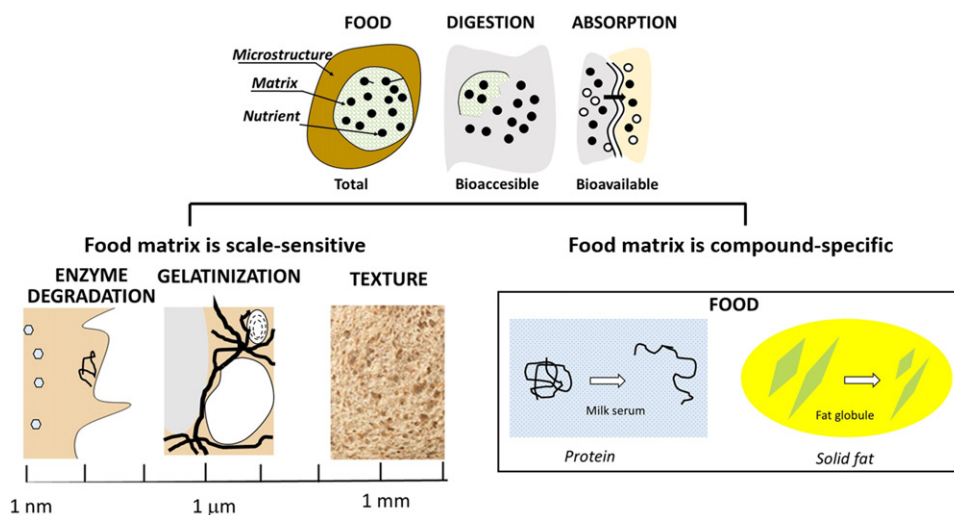 FOOD
DIGESTION
ABSORPTION
Microstructure
Matrix
Nutrient
Total
Bioaccesible
Bioavailable
Food matrix is scale-sensitive
Food matrix is compound-specific
ENZYME
DEGRADATION
GELATINIZATION
TEXTURE
1 nm
1 μm
1 mm
FOOD
Milk serum
Fat globule
Protein
Solid fat